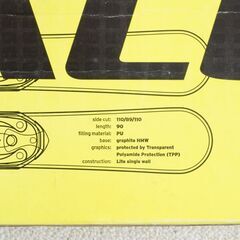 side cut: 110/89/110
length: 90
filling material: PU
base: graphite HMW
graphics: protected by Transparent
Polyamide Protection (TPP)
construction: Lite single wall